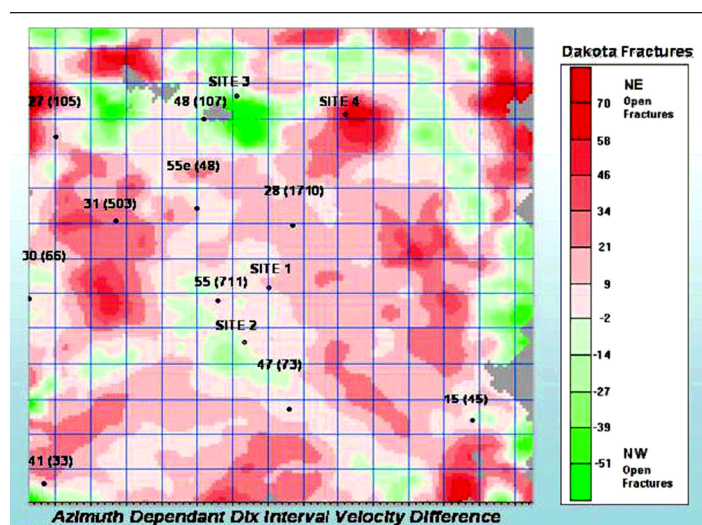 Dakota Fractures
SITE 3
27 (105)
48 (107)
SITE 4
55e (48)
28 (1710)
31 (503)
30 (66)
SITE 1
55 (711)
SITE 2
47 (73)
15 (45)
41 (33)
NE
Open
Fractures
70
58
46
34
21
9
-2
-14
-27
-39
-51
NW
Open
Fractures
Azimuth Dependant Dix Interval Velocity Difference